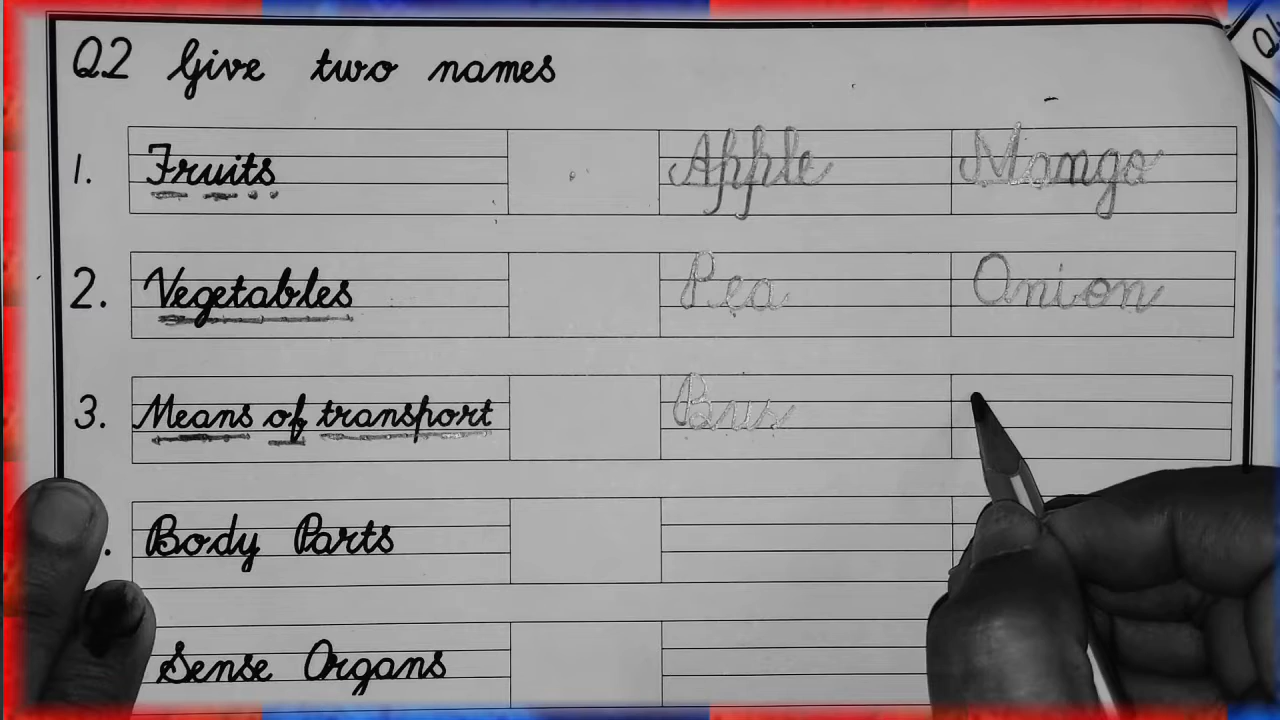 Q2 Give two names
1. Fruits Apple Mango
2. Vegetables Pea Onion
3. Means of transport Bus
. Body Parts
Sense Organs